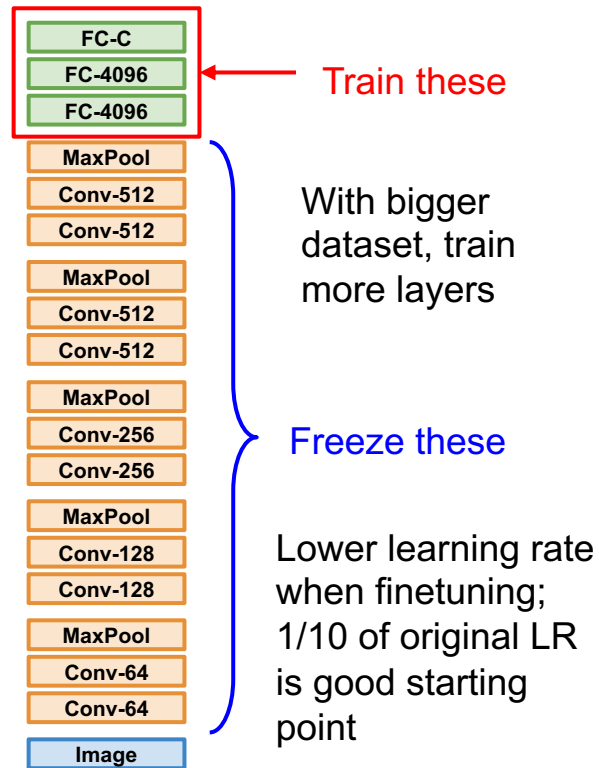 FC-C
FC-4096
FC-4096
Train these
MaxPool
Conv-512
Conv-512
With bigger
dataset, train
more layers
MaxPool
Conv-512
Conv-512
MaxPool
Conv-256
Conv-256
Freeze these
MaxPool
Conv-128
Conv-128
Lower learning rate
when finetuning;
1/10 of original LR
is good starting
point
MaxPool
Conv-64
Conv-64
Image